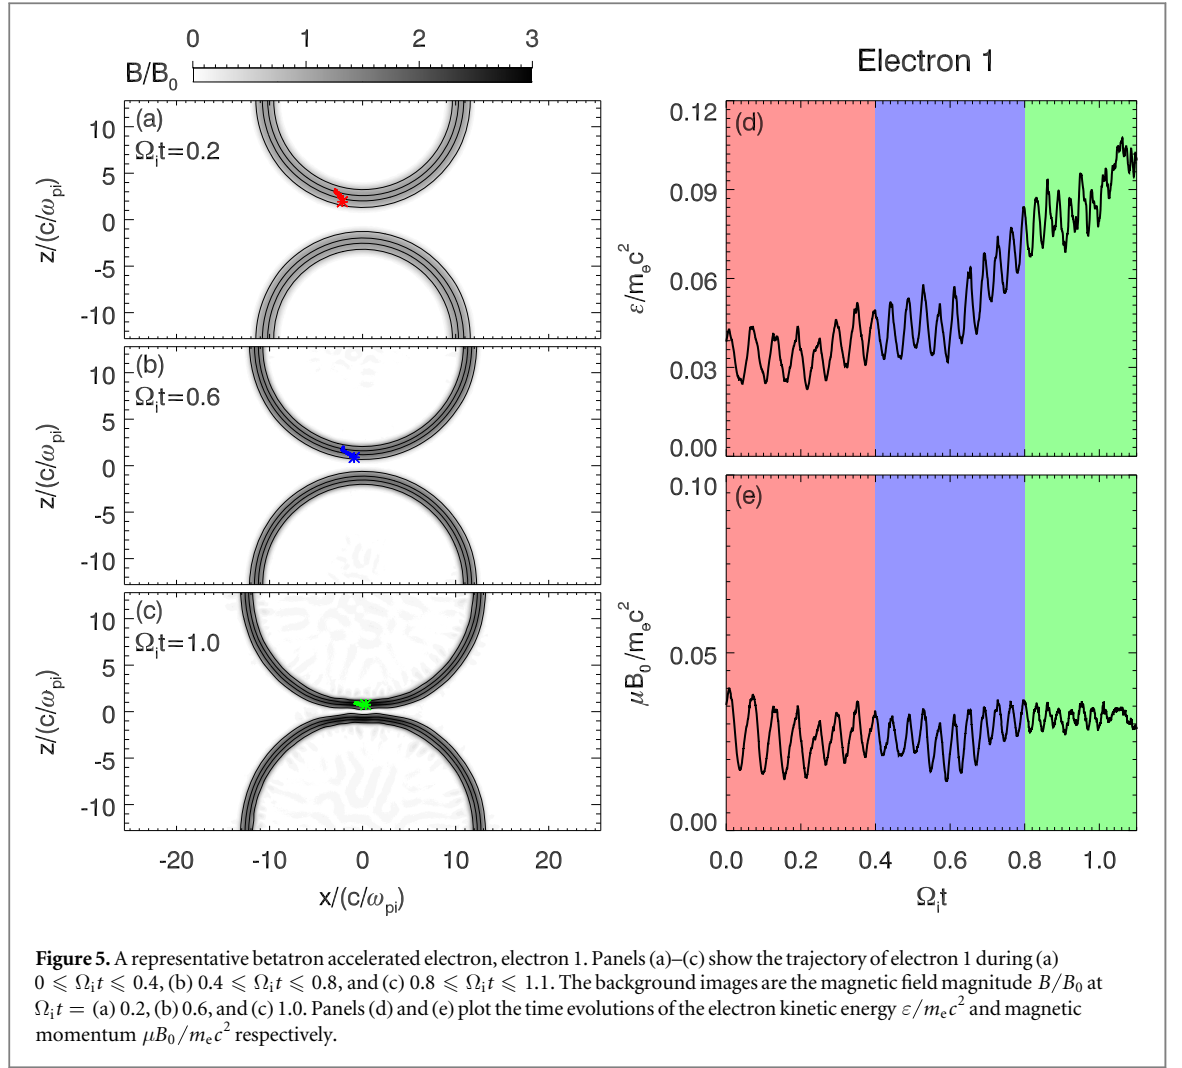 0 1 2 3
B/B₀
Electron 1
(a)
Ωᵢt=0.2
10
5
0
-5
-10
z/(c/ωₚᵢ)
(b)
Ωᵢt=0.6
10
5
0
-5
-10
z/(c/ωₚᵢ)
(c)
Ωᵢt=1.0
10
5
0
-5
-10
z/(c/ωₚᵢ)
-20 -10 0 10 20
x/(c/ωₚᵢ)
(d)
0.12
0.09
0.06
0.03
0.00
ε/mₑc²
(e)
0.10
0.05
0.00
μB₀/mₑc²
0.0 0.2 0.4 0.6 0.8 1.0
Ωᵢt
Figure 5. A representative betatron accelerated electron, electron 1. Panels (a)–(c) show the trajectory of electron 1 during (a)
0 ⩽ Ωᵢt ⩽ 0.4, (b) 0.4 ⩽ Ωᵢt ⩽ 0.8, and (c) 0.8 ⩽ Ωᵢt ⩽ 1.1. The background images are the magnetic field magnitude B/B₀ at
Ωᵢt = (a) 0.2, (b) 0.6, and (c) 1.0. Panels (d) and (e) plot the time evolutions of the electron kinetic energy ε/mₑc² and magnetic
momentum μB₀/mₑc² respectively.